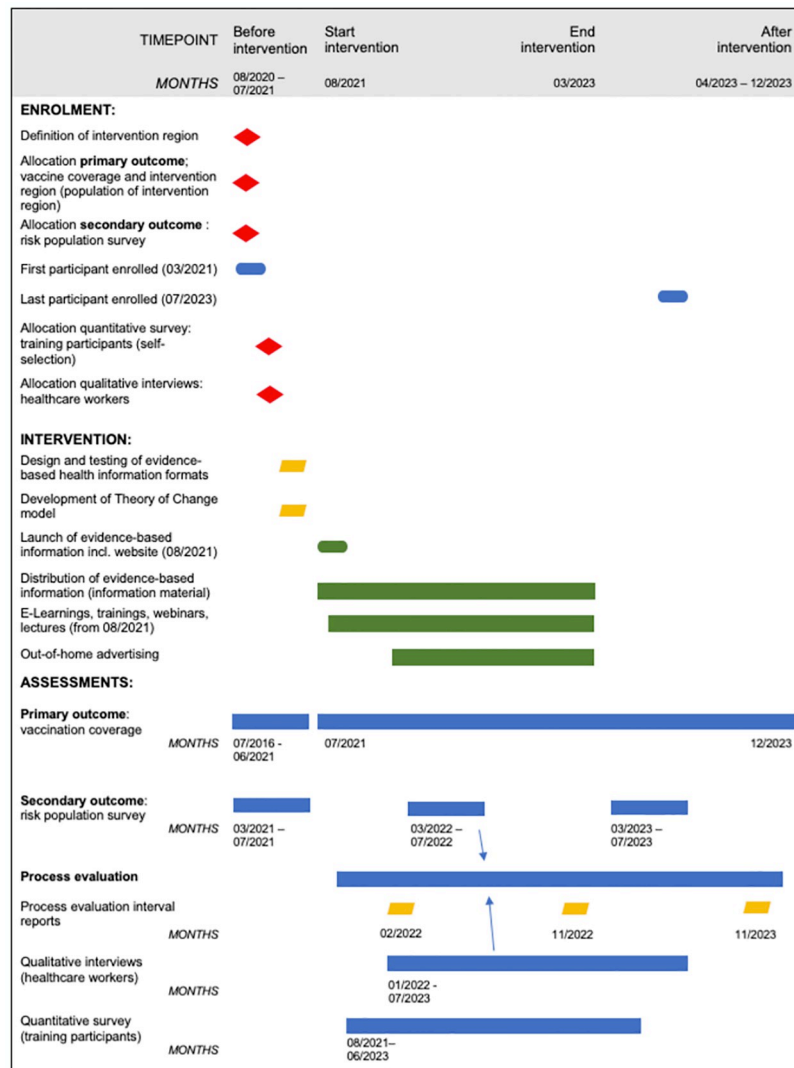 TIMEPOINT
Before
intervention
Start
intervention
End
intervention
After
intervention
MONTHS
08/2020 –
07/2021
08/2021
03/2023
04/2023 – 12/2023
ENROLMENT:
Definition of intervention region
Allocation primary outcome;
vaccine coverage and intervention
region (population of intervention
region)
Allocation secondary outcome :
risk population survey
First participant enrolled (03/2021)
Last participant enrolled (07/2023)
Allocation quantitative survey:
training participants (self-
selection)
Allocation qualitative interviews:
healthcare workers
INTERVENTION:
Design and testing of evidence-
based health information formats
Development of Theory of Change
model
Launch of evidence-based
information incl. website (08/2021)
Distribution of evidence-based
information (information material)
E-Learnings, trainings, webinars,
lectures (from 08/2021)
Out-of-home advertising
ASSESSMENTS:
Primary outcome:
vaccination coverage
MONTHS
07/2016 -
06/2021
07/2021
12/2023
Secondary outcome:
risk population survey
MONTHS
03/2021 –
07/2021
03/2022 –
07/2022
03/2023 –
07/2023
Process evaluation
Process evaluation interval
reports
MONTHS
02/2022
11/2022
11/2023
Qualitative interviews
(healthcare workers)
MONTHS
01/2022 -
07/2023
Quantitative survey
(training participants)
MONTHS
08/2021–
06/2023